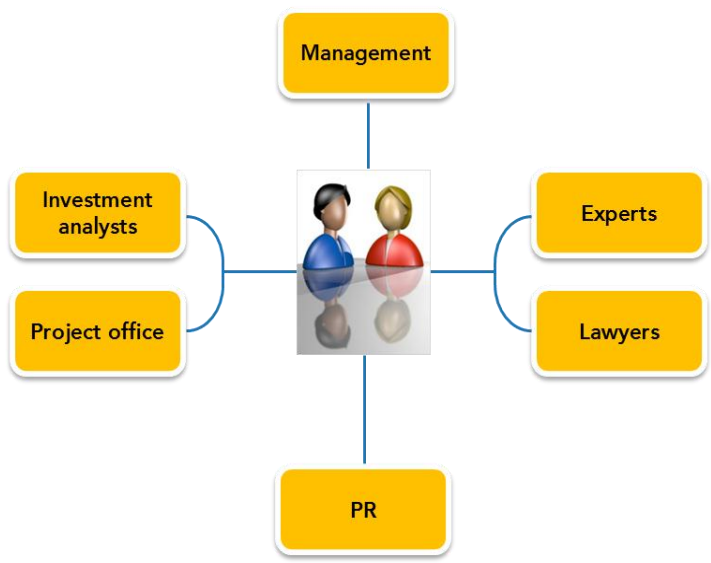 Management
Investment
analysts
Experts
Project office
Lawyers
PR